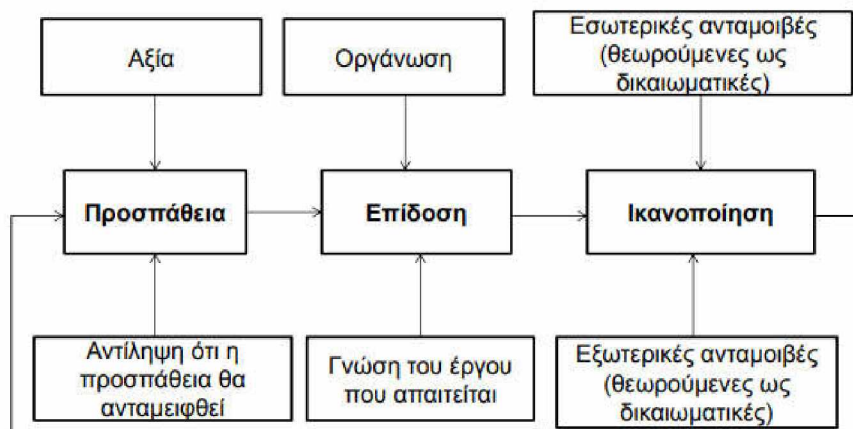 Αξία
Οργάνωση
Εσωτερικές ανταμοιβές
(θεωρούμενες ως
δικαιωματικές)
Προσπάθεια
Επίδοση
Ικανοποίηση
Αντίληψη ότι η
προσπάθεια θα
ανταμειφθεί
Γνώση του έργου
που απαιτείται
Εξωτερικές ανταμοιβές
(θεωρούμενες ως
δικαιωματικές)